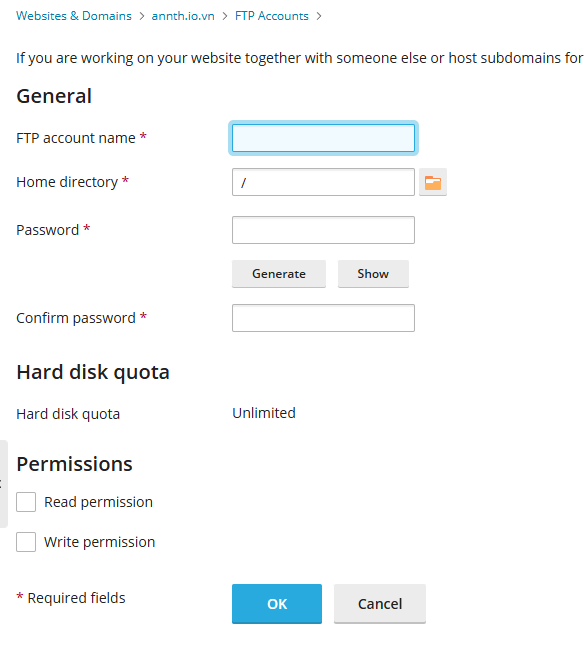 Websites & Domains > annth.io.vn > FTP Accounts >
If you are working on your website together with someone else or host subdomains for
General
FTP account name *
Home directory * /
Password *
Generate Show
Confirm password *
Hard disk quota
Hard disk quota Unlimited
Permissions
Read permission
Write permission
* Required fields OK Cancel